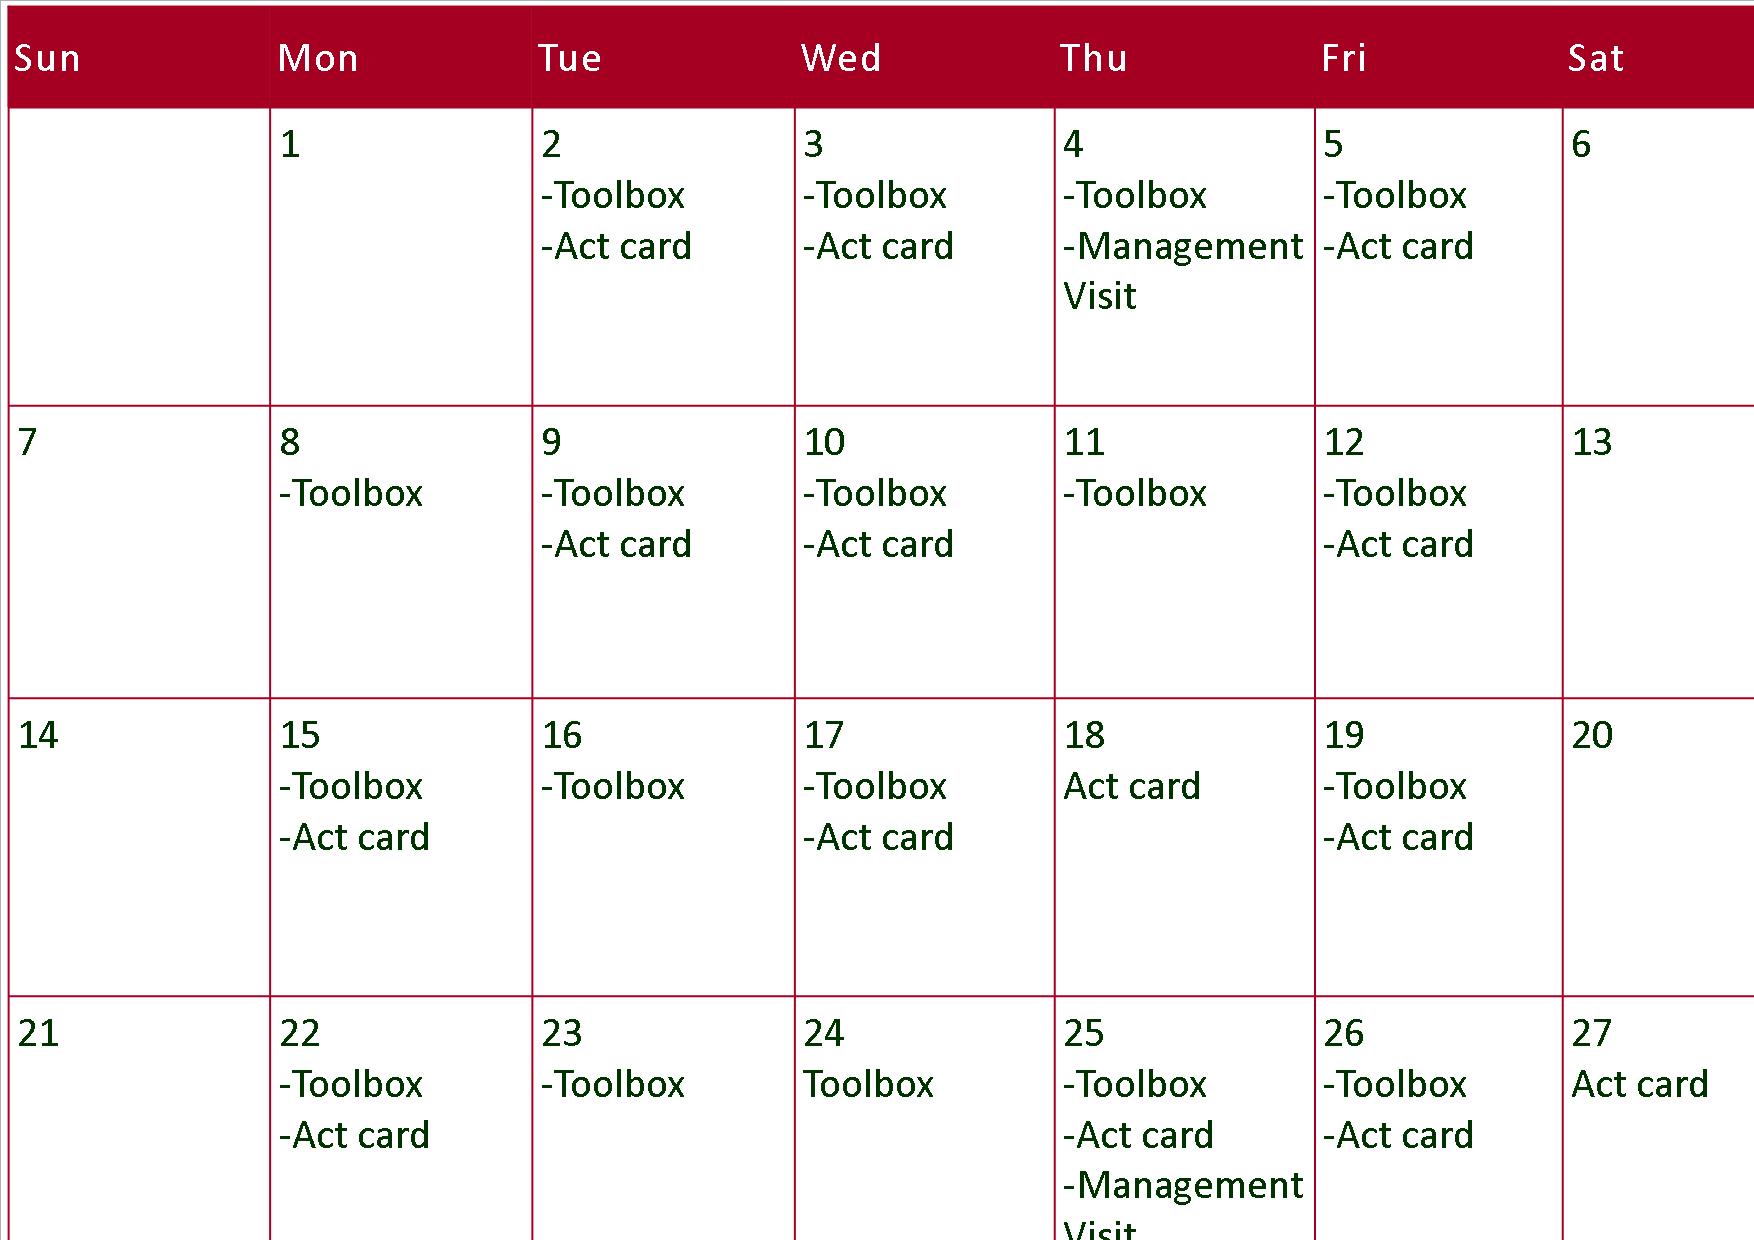 Sun Mon Tue Wed Thu Fri Sat
1
2
-Toolbox
-Act card
3
-Toolbox
-Act card
4
-Toolbox
-Management
Visit
5
-Toolbox
-Act card
6
7
8
-Toolbox
9
-Toolbox
-Act card
10
-Toolbox
-Act card
11
-Toolbox
12
-Toolbox
-Act card
13
14
15
-Toolbox
-Act card
16
-Toolbox
17
-Toolbox
-Act card
18
Act card
19
-Toolbox
-Act card
20
21
22
-Toolbox
-Act card
23
-Toolbox
24
Toolbox
25
-Toolbox
-Act card
-Management
Visit
26
-Toolbox
-Act card
27
Act card